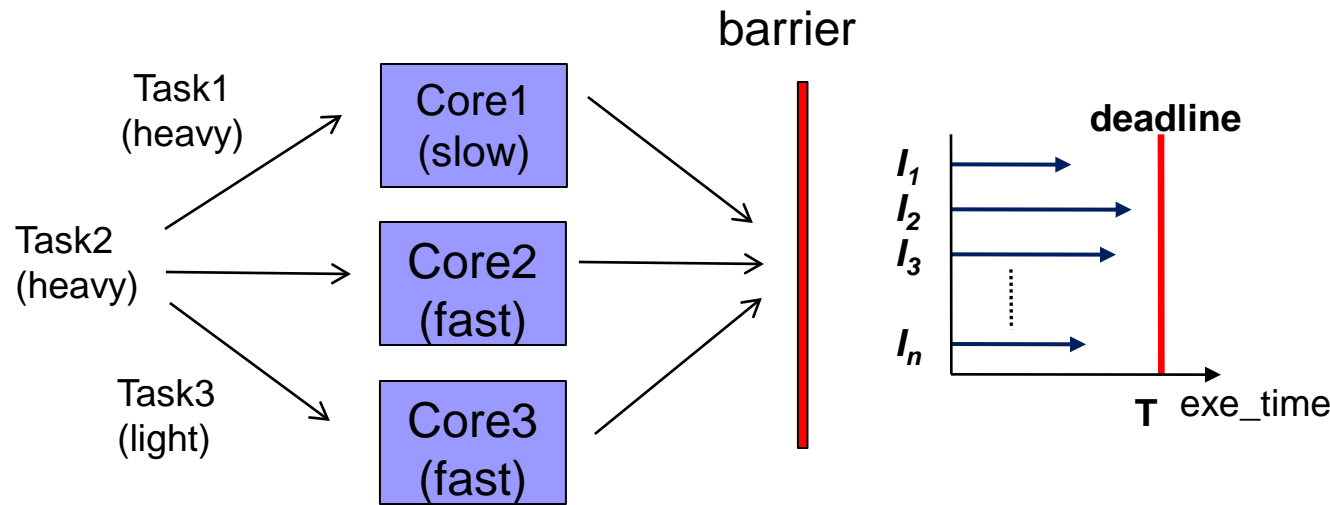 barrier
Task1
(heavy)
Core1
(slow)
Task2
(heavy)
Core2
(fast)
Task3
(light)
Core3
(fast)
deadline
I1
I2
I3
In
T exe_time